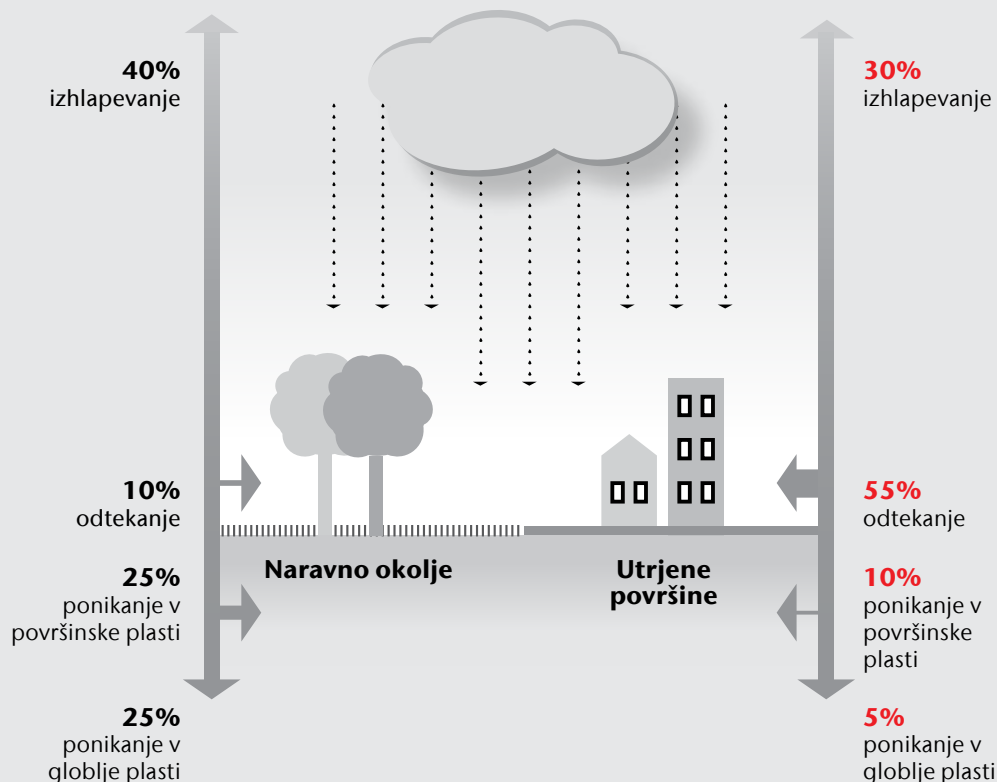 40%
izhlapevanje
10%
odtekanje
25%
ponikanje v
površinske plasti
25%
ponikanje v
globlje plasti
Naravno okolje
Utrjene
površine
30%
izhlapevanje
55%
odtekanje
10%
ponikanje v
površinske
plasti
5%
ponikanje v
globlje plasti